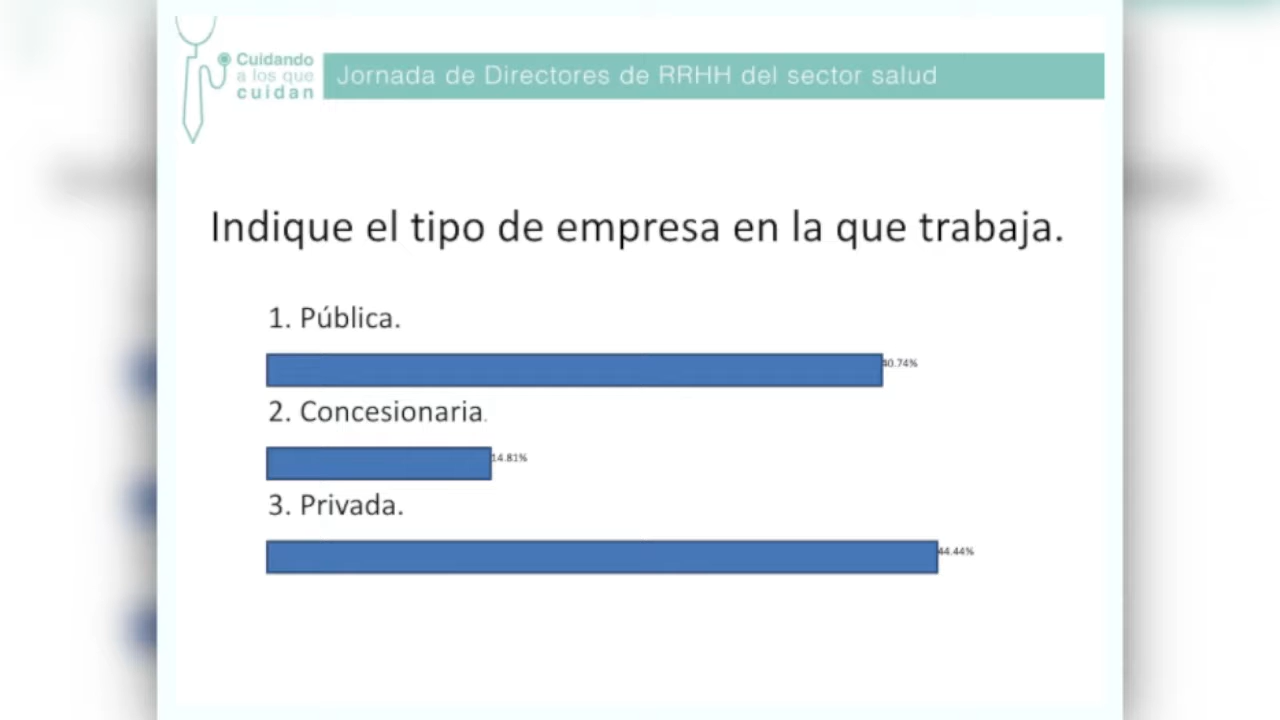 Cuidando
a los que
cuidan
Jornada de Directores de RRHH del sector salud
Indique el tipo de empresa en la que trabaja.
1. Pública.
40.74%
2. Concesionaria.
14.81%
3. Privada.
44.44%